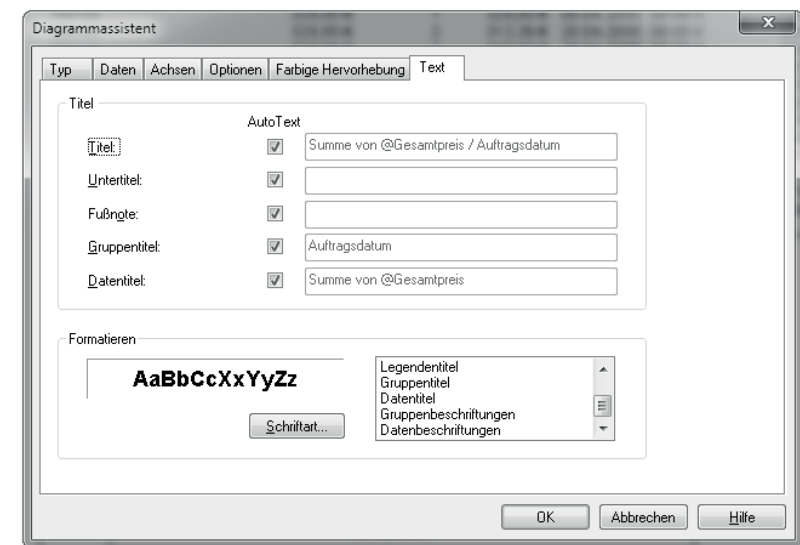 Diagrammassistent
Typ Daten Achsen Optionen Farbige Hervorhebung Text
Titel
AutoText
Titel: Summe von @Gesamtpreis / Auftragsdatum
Untertitel:
Fußnote:
Gruppentitel: Auftragsdatum
Datentitel: Summe von @Gesamtpreis
Formatieren
AaBbCcXxYyZz
Legendentitel
Gruppentitel
Datentitel
Gruppenbeschriftungen
Datenbeschriftungen
Schriftart...
OK Abbrechen Hilfe